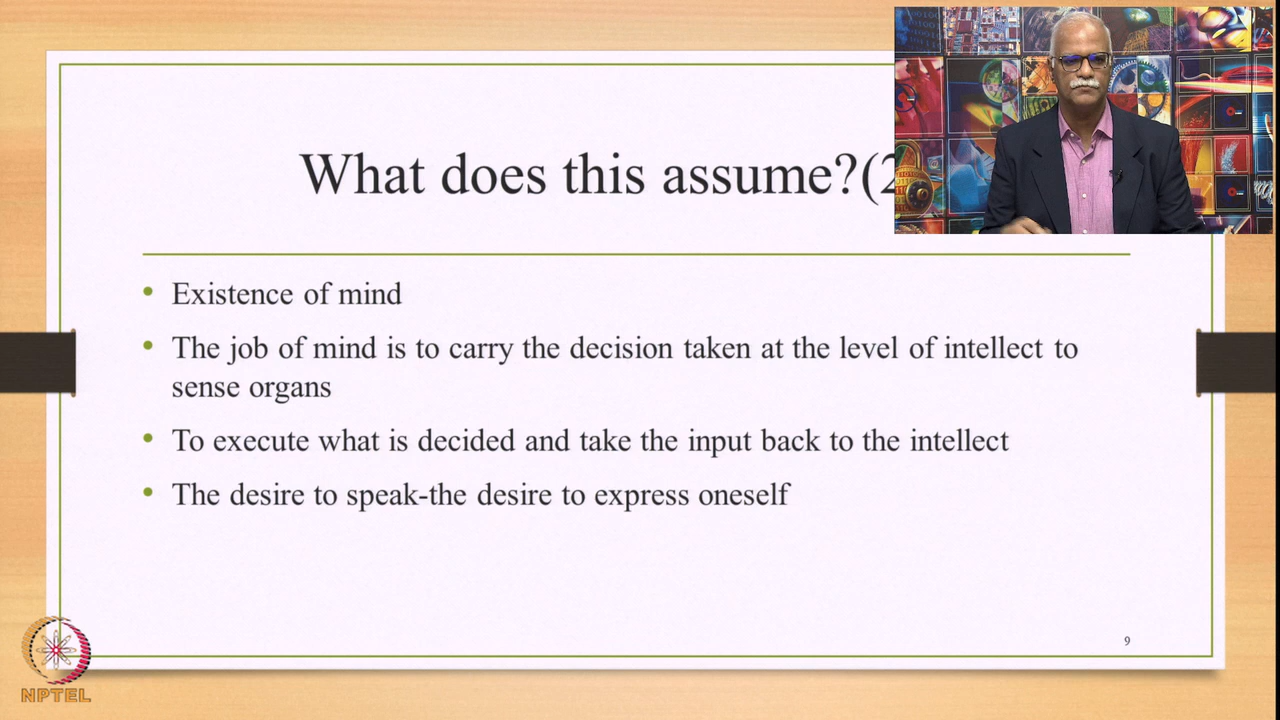 What does this assume?(2
• Existence of mind
• The job of mind is to carry the decision taken at the level of intellect to
sense organs
• To execute what is decided and take the input back to the intellect
• The desire to speak-the desire to express oneself
9
NPTEL